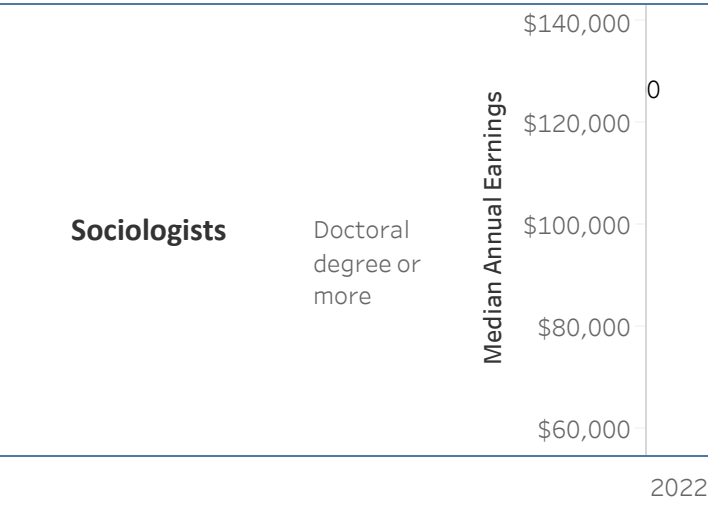 Sociologists
Doctoral
degree or
more
Median Annual Earnings
$140,000
0
$120,000
$100,000
$80,000
$60,000
2022